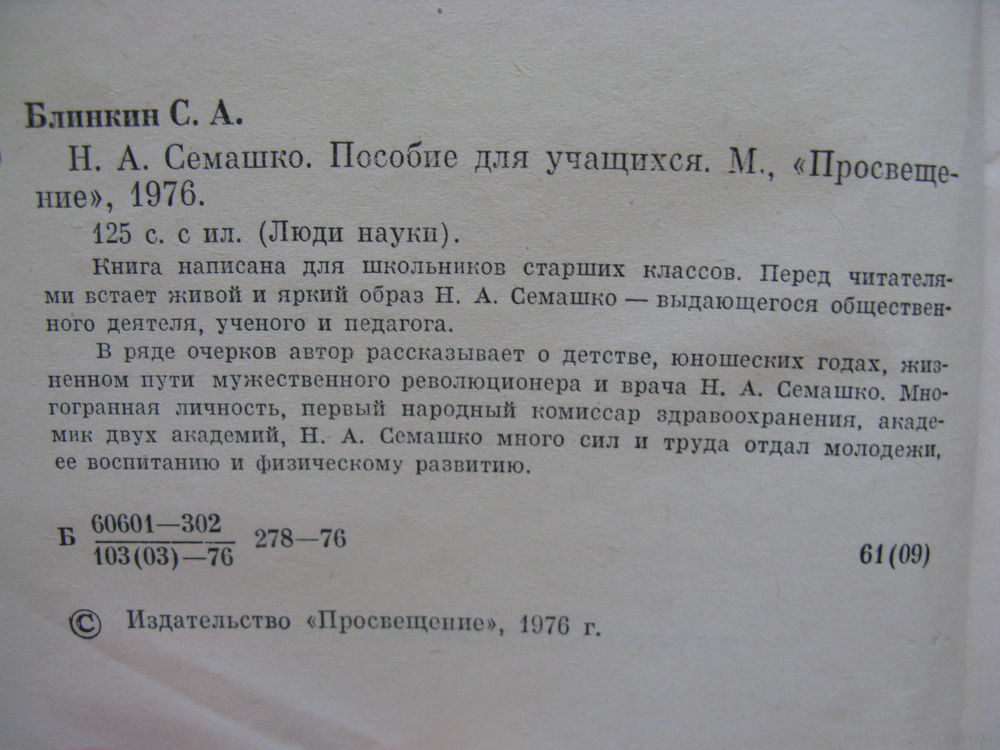 Блинкин С. А.
Н. А. Семашко. Пособие для учащихся. М., «Просвеще-
ние», 1976.
125 с. с ил. (Люди науки).
Книга написана для школьников старших классов. Перед читателя-
ми встает живой и яркий образ Н. А. Семашко — выдающегося обществен-
ного деятеля, ученого и педагога.
В ряде очерков автор рассказывает о детстве, юношеских годах, жиз-
ненном пути мужественного революционера и врача Н. А. Семашко. Мно-
гогранная личность, первый народный комиссар здравоохранения, акаде-
мик двух академий, Н. А. Семашко много сил и труда отдал молодежи,
ее воспитанию и физическому развитию.
Б 60601—302
103(03)—76 278—76
61(09)
© Издательство «Просвещение», 1976 г.